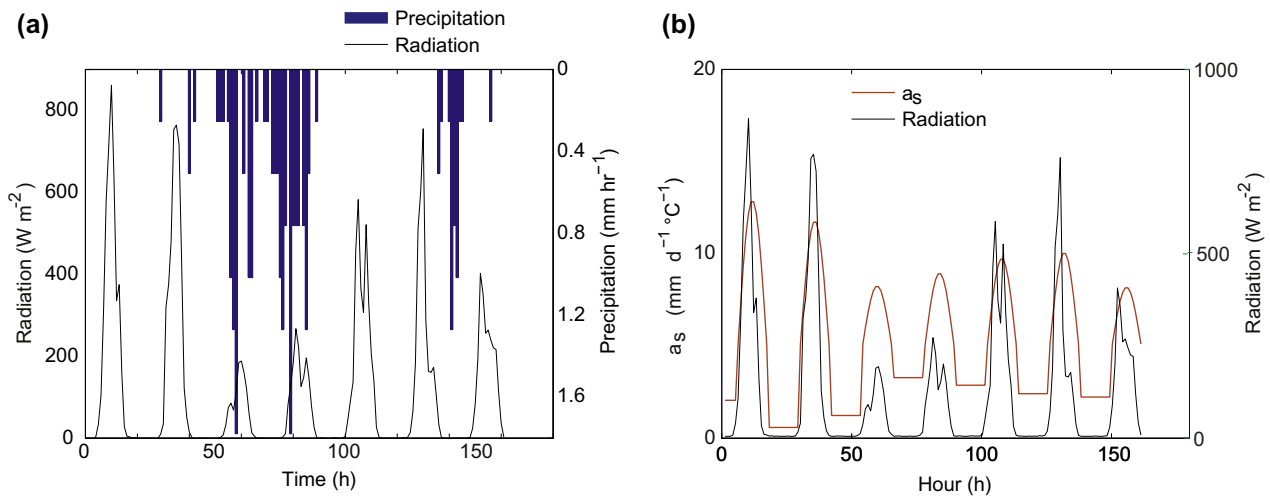 (a)
Precipitation
Radiation
0
0.4
0.8
1.2
1.6
Precipitation (mm hr⁻¹)
800
600
400
200
0
Radiation (W m⁻²)
0
50
100
150
Time (h)
(b)
aₛ
Radiation
20
10
0
aₛ (mm d⁻¹ °C⁻¹)
1000
500
0
Radiation (W m⁻²)
0
50
100
150
Hour (h)